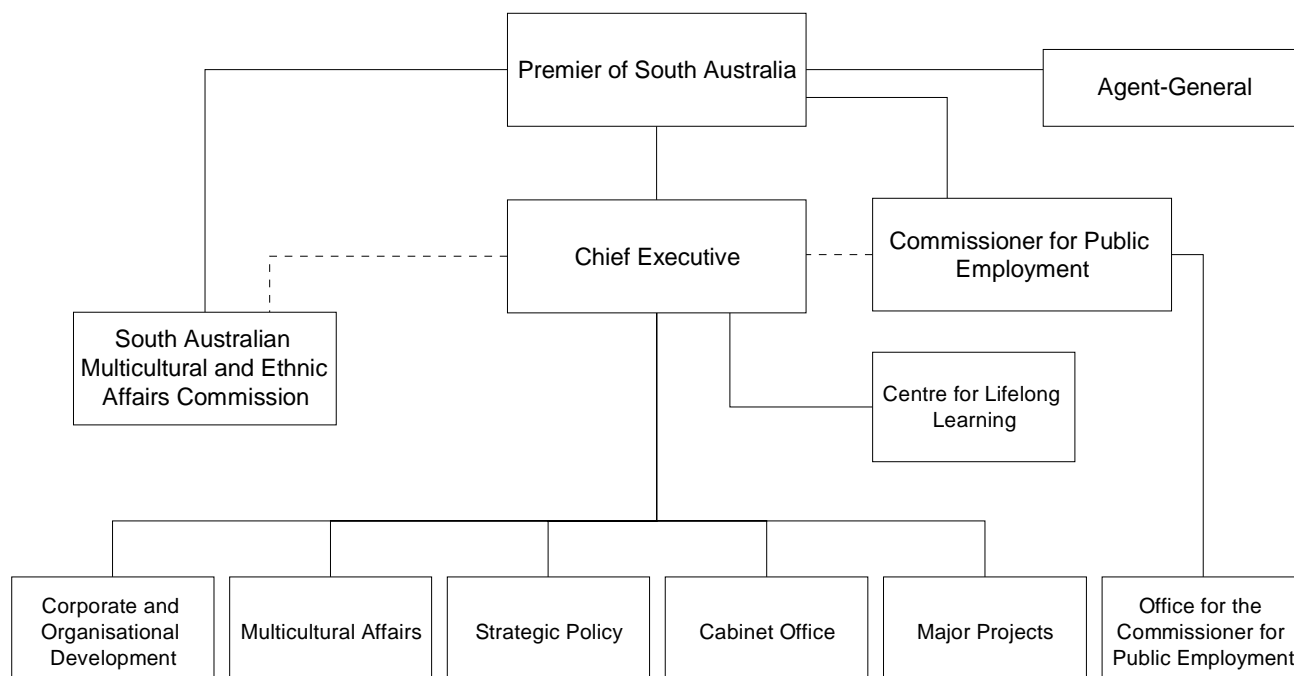 Premier of South Australia
Agent-General
Chief Executive
Commissioner for Public
Employment
South Australian
Multicultural and Ethnic
Affairs Commission
Centre for Lifelong
Learning
Corporate and
Organisational
Development
Multicultural Affairs
Strategic Policy
Cabinet Office
Major Projects
Office for the
Commissioner for
Public Employment